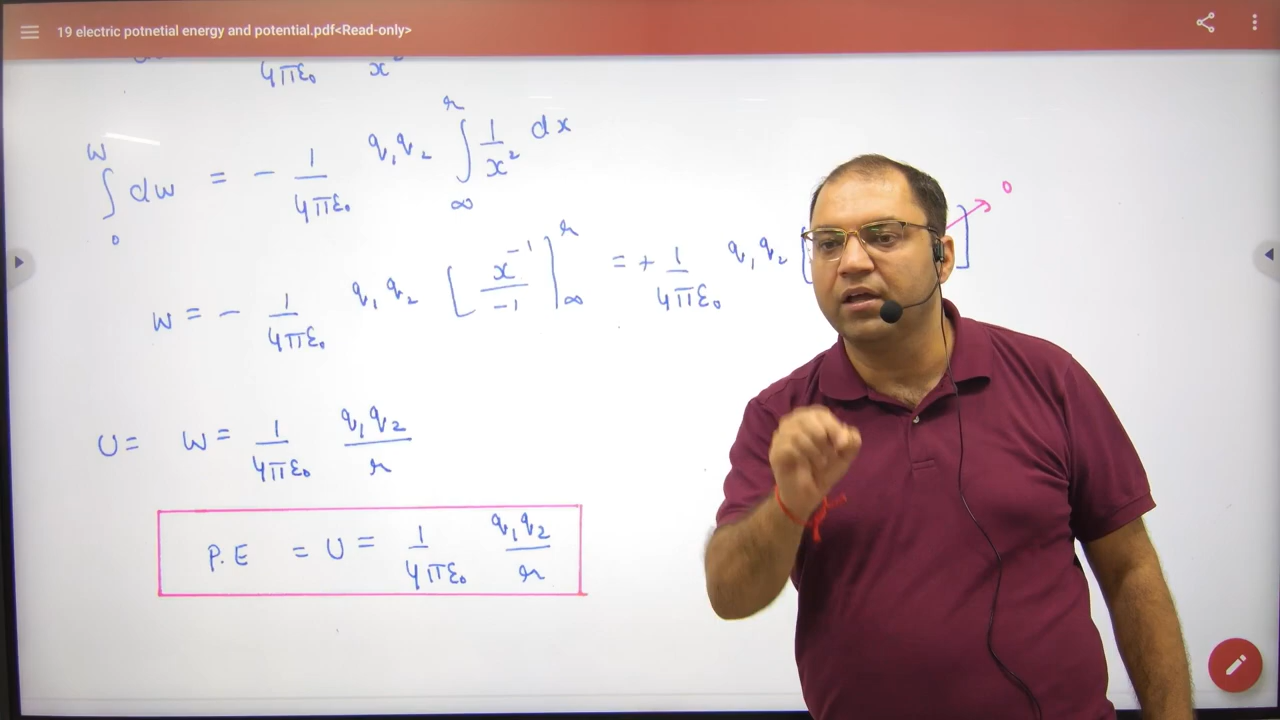 19 electric potnetial energy and potential.pdf<Read-only>
4πε₀ x²
∫₀^W dw = - 1/4πε₀ q₁q₂ ∫_∞^r 1/x² dx
W = - 1/4πε₀ q₁q₂ [x⁻¹/-1]_∞^r = + 1/4πε₀ q₁q₂ [ ] 0
U = W = 1/4πε₀ q₁q₂/r
P.E = U = 1/4πε₀ q₁q₂/r